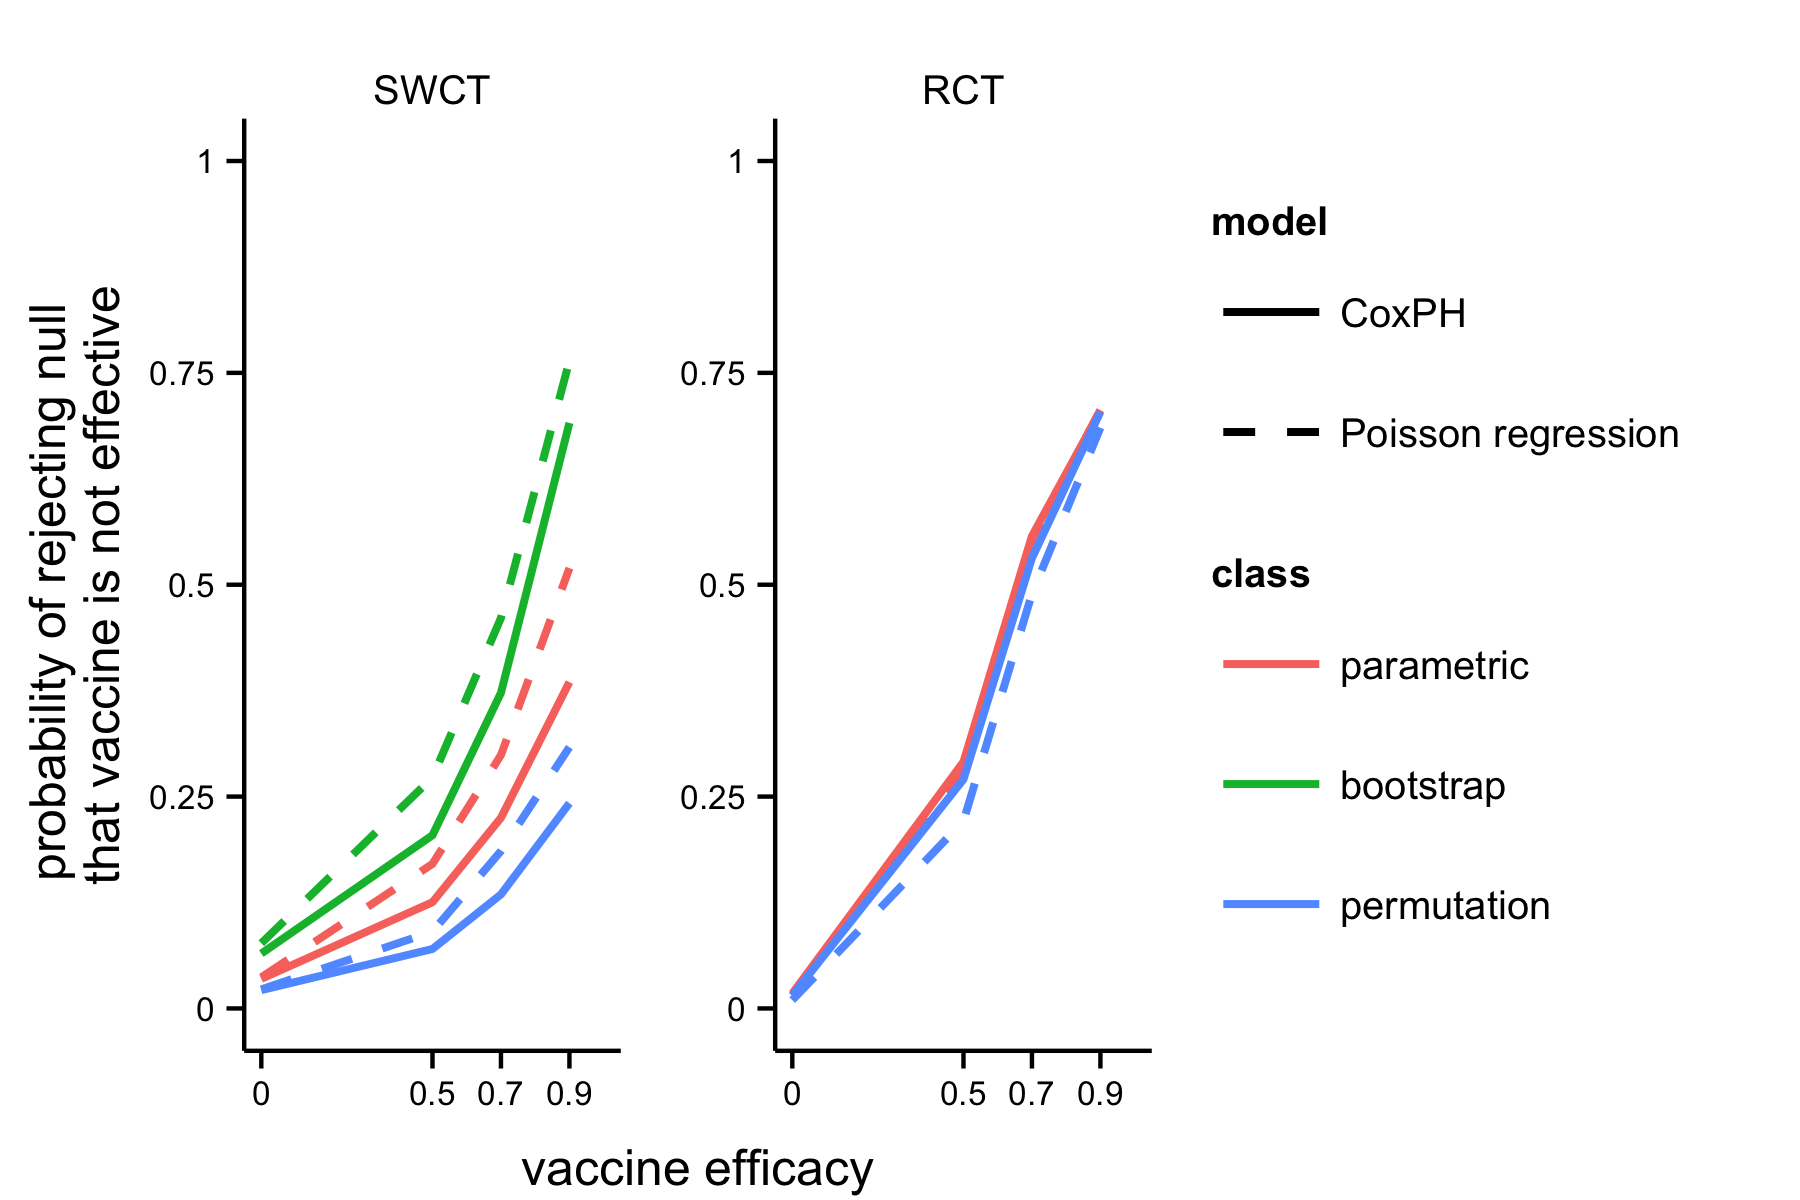 SWCT
RCT
1
0.75
0.5
0.25
0
1
0.75
0.5
0.25
0
0 0.5 0.7 0.9
0 0.5 0.7 0.9
probability of rejecting null
that vaccine is not effective
vaccine efficacy
model
CoxPH
Poisson regression
class
parametric
bootstrap
permutation